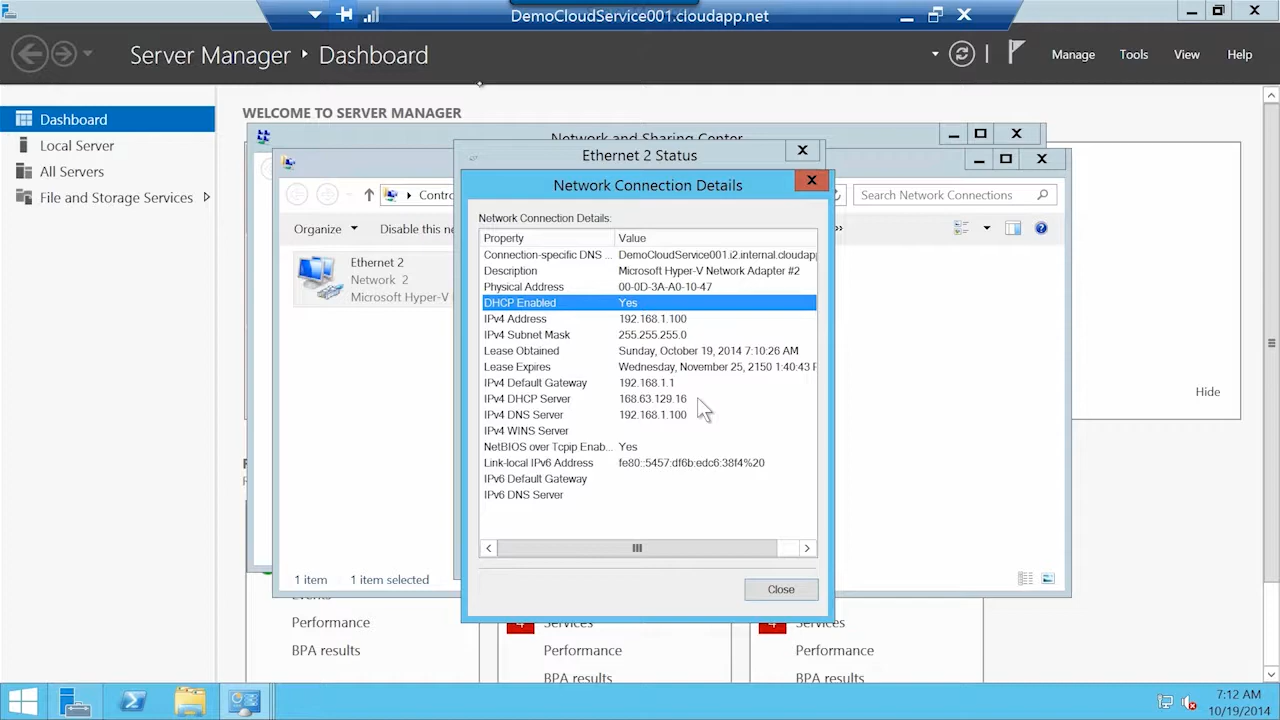 DemoCloudService001.cloudapp.net
Server Manager ‣ Dashboard
Manage Tools View Help
Dashboard
Local Server
All Servers
File and Storage Services
WELCOME TO SERVER MANAGER
Network and Sharing Center
Ethernet 2 Status
Network Connection Details
Contro
Search Network Connections
Organize
Disable this ne
Ethernet 2
Network 2
Microsoft Hyper-V
Network Connection Details:
Property Value
Connection-specific DNS ... DemoCloudService001.i2.internal.cloudapp
Description Microsoft Hyper-V Network Adapter #2
Physical Address 00-0D-3A-A0-10-47
DHCP Enabled Yes
IPv4 Address 192.168.1.100
IPv4 Subnet Mask 255.255.255.0
Lease Obtained Sunday, October 19, 2014 7:10:26 AM
Lease Expires Wednesday, November 25, 2150 1:40:43
IPv4 Default Gateway 192.168.1.1
IPv4 DHCP Server 168.63.129.16
IPv4 DNS Server 192.168.1.100
IPv4 WINS Server
NetBIOS over Tcpip Enab... Yes
Link-local IPv6 Address fe80::5457:df6b:edc6:38f4%20
IPv6 Default Gateway
IPv6 DNS Server
Close
Hide
1 item 1 item selected
Events
Performance
BPA results
4 Services
Performance
BPA results
4 Services
Performance
BPA results
7:12 AM
10/19/2014